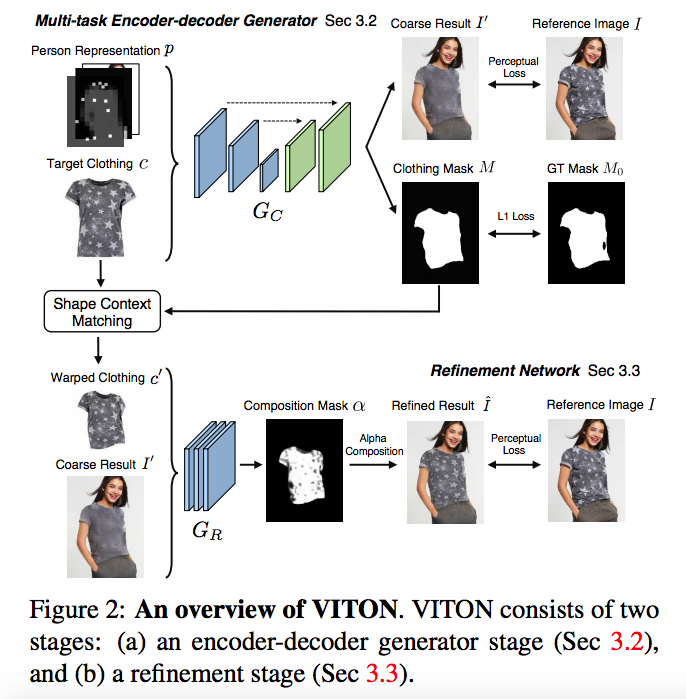 Multi-task Encoder-decoder Generator Sec 3.2
Person Representation p
Target Clothing c
G_C
Coarse Result I′
Reference Image I
Perceptual
Loss
Clothing Mask M
GT Mask M₀
L1 Loss
Shape Context
Matching
Refinement Network Sec 3.3
Warped Clothing c′
Coarse Result I′
G_R
Composition Mask α
Alpha
Composition
Refined Result Î
Perceptual
Loss
Reference Image I
Figure 2: An overview of VITON. VITON consists of two
stages: (a) an encoder-decoder generator stage (Sec 3.2),
and (b) a refinement stage (Sec 3.3).